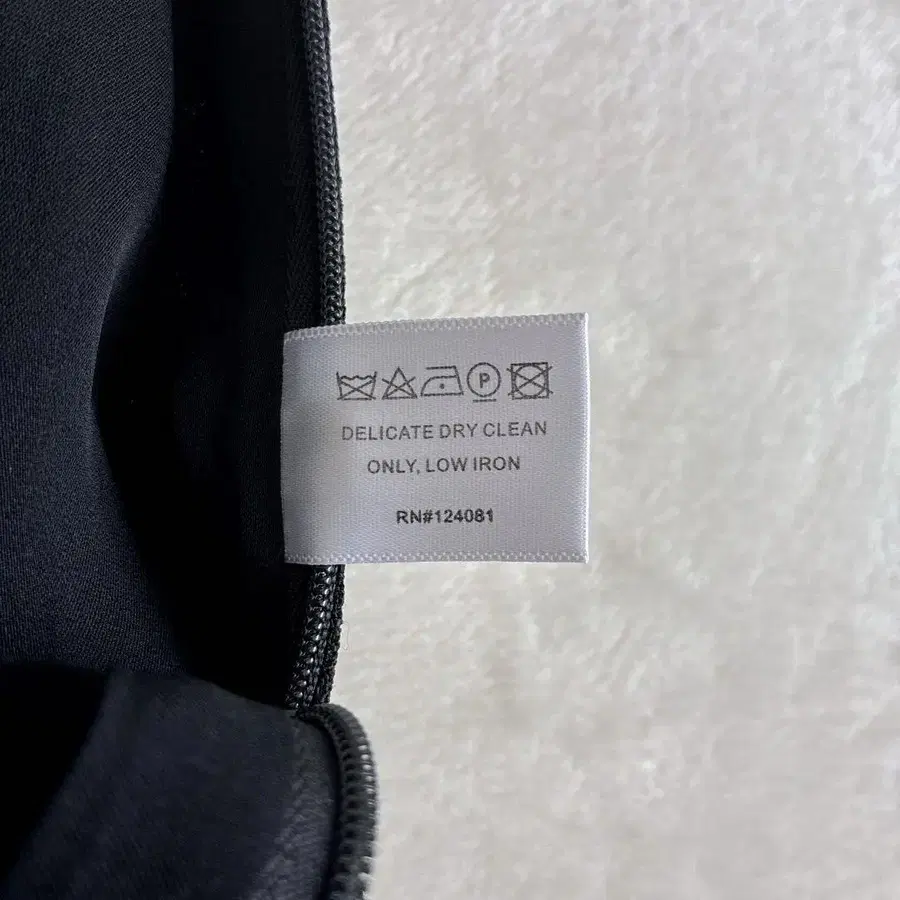 P
DELICATE DRY CLEAN
ONLY, LOW IRON
RN#124081